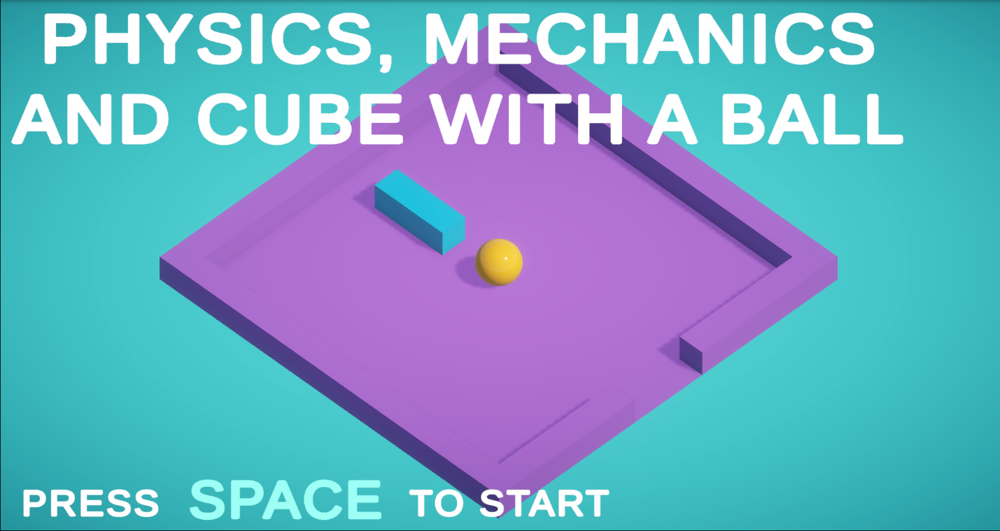 PHYSICS, MECHANICS
AND CUBE WITH A BALL
PRESS SPACE TO START